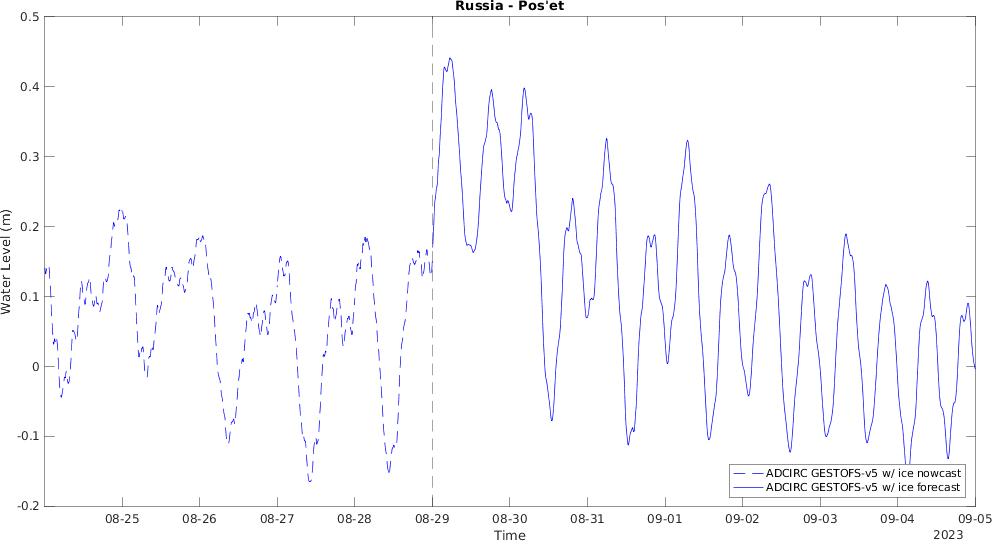 Russia - Pos'et
0.5
0.4
0.3
0.2
0.1
0
-0.1
-0.2
Water Level (m)
ADCIRC GESTOFS-v5 w/ ice nowcast
ADCIRC GESTOFS-v5 w/ ice forecast
08-25 08-26 08-27 08-28 08-29 08-30 08-31 09-01 09-02 09-03 09-04 09-05
Time
2023